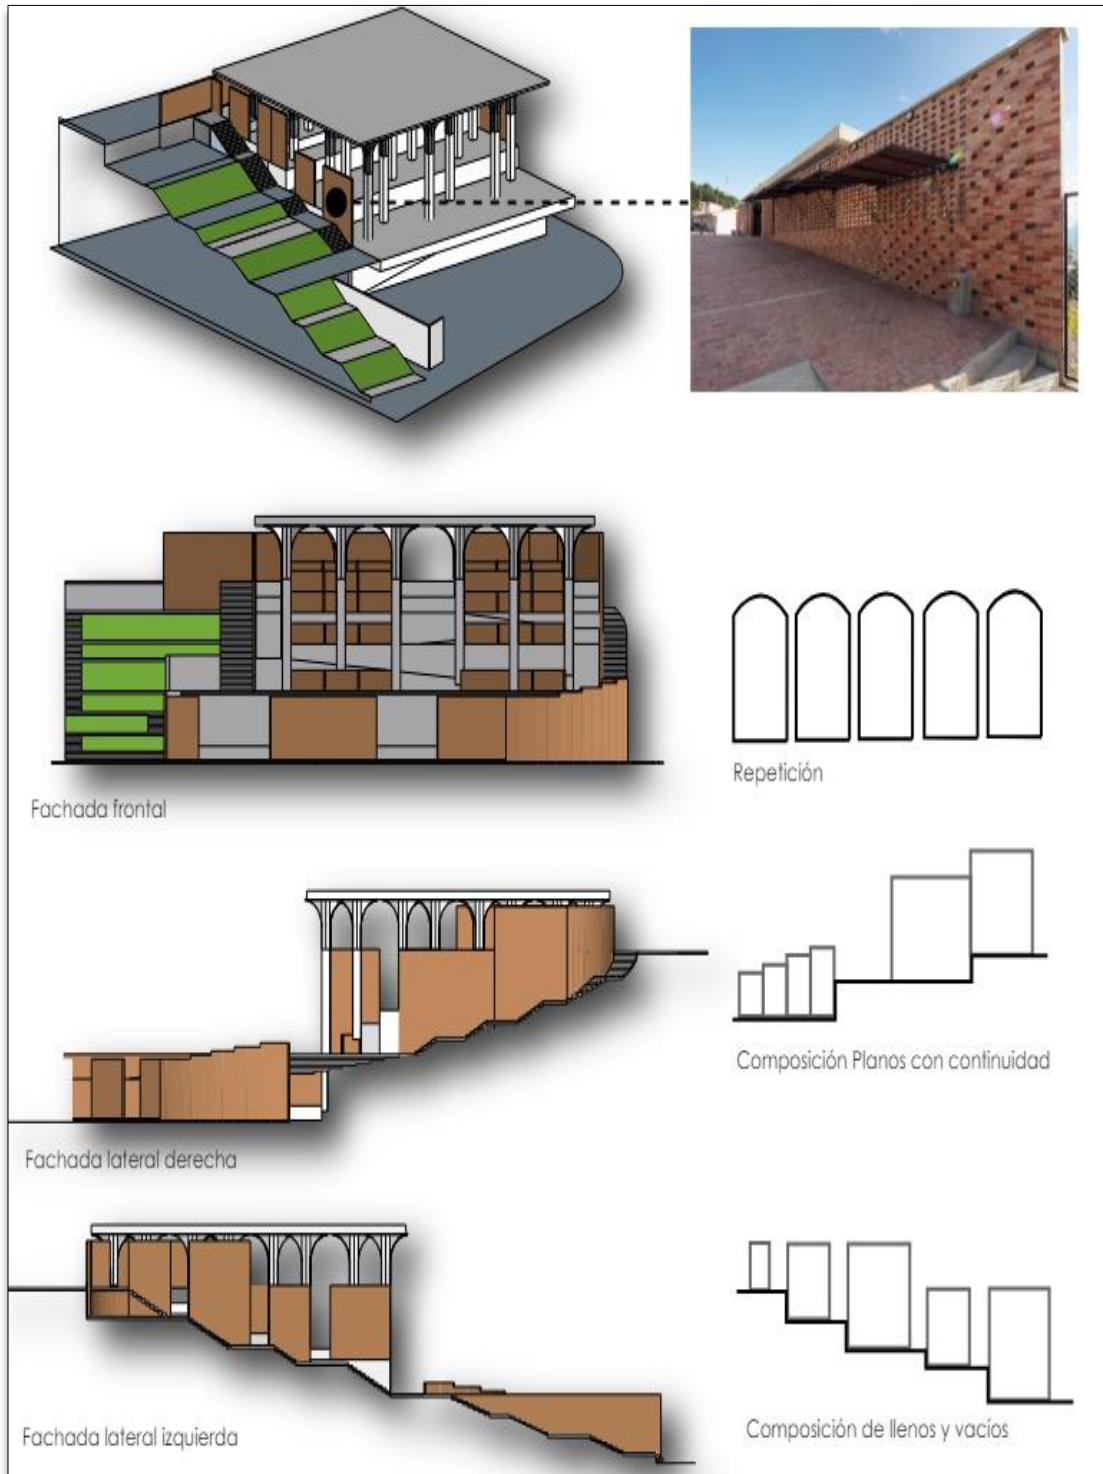 Fachada frontal
Repetición
Composición Planos con continuidad
Fachada lateral derecha
Fachada lateral izquierda
Composición de llenos y vacíos